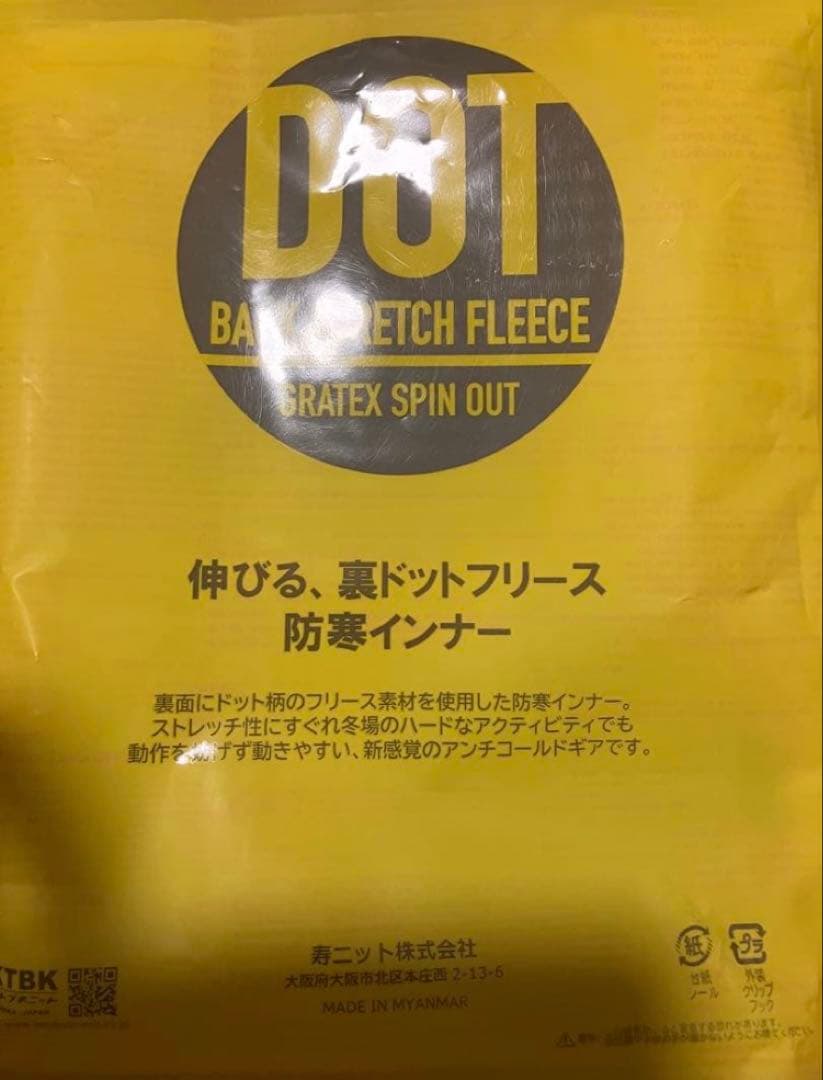 DOT
BACK STRETCH FLEECE
GRATEX SPIN OUT
伸びる、裏ドットフリース
防寒インナー
裏面にドット柄のフリース素材を使用した防寒インナー。
ストレッチ性にすぐれ冬場のハードなアクティビティでも
動作を妨げず動きやすい、新感覚のアンチコールドギアです。
寿ニット株式会社
大阪府大阪市北区本庄西 2-13-6
MADE IN MYANMAR
KTBK
紙
台紙
シール
プラ
外装
クリップ
フック